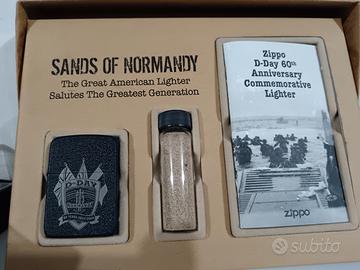 SANDS OF NORMANDY
The Great American Lighter
Salutes The Greatest Generation
Zippo
D-Day 60th
Anniversary
Commemorative
Lighter
zippo
D-DAY
subito